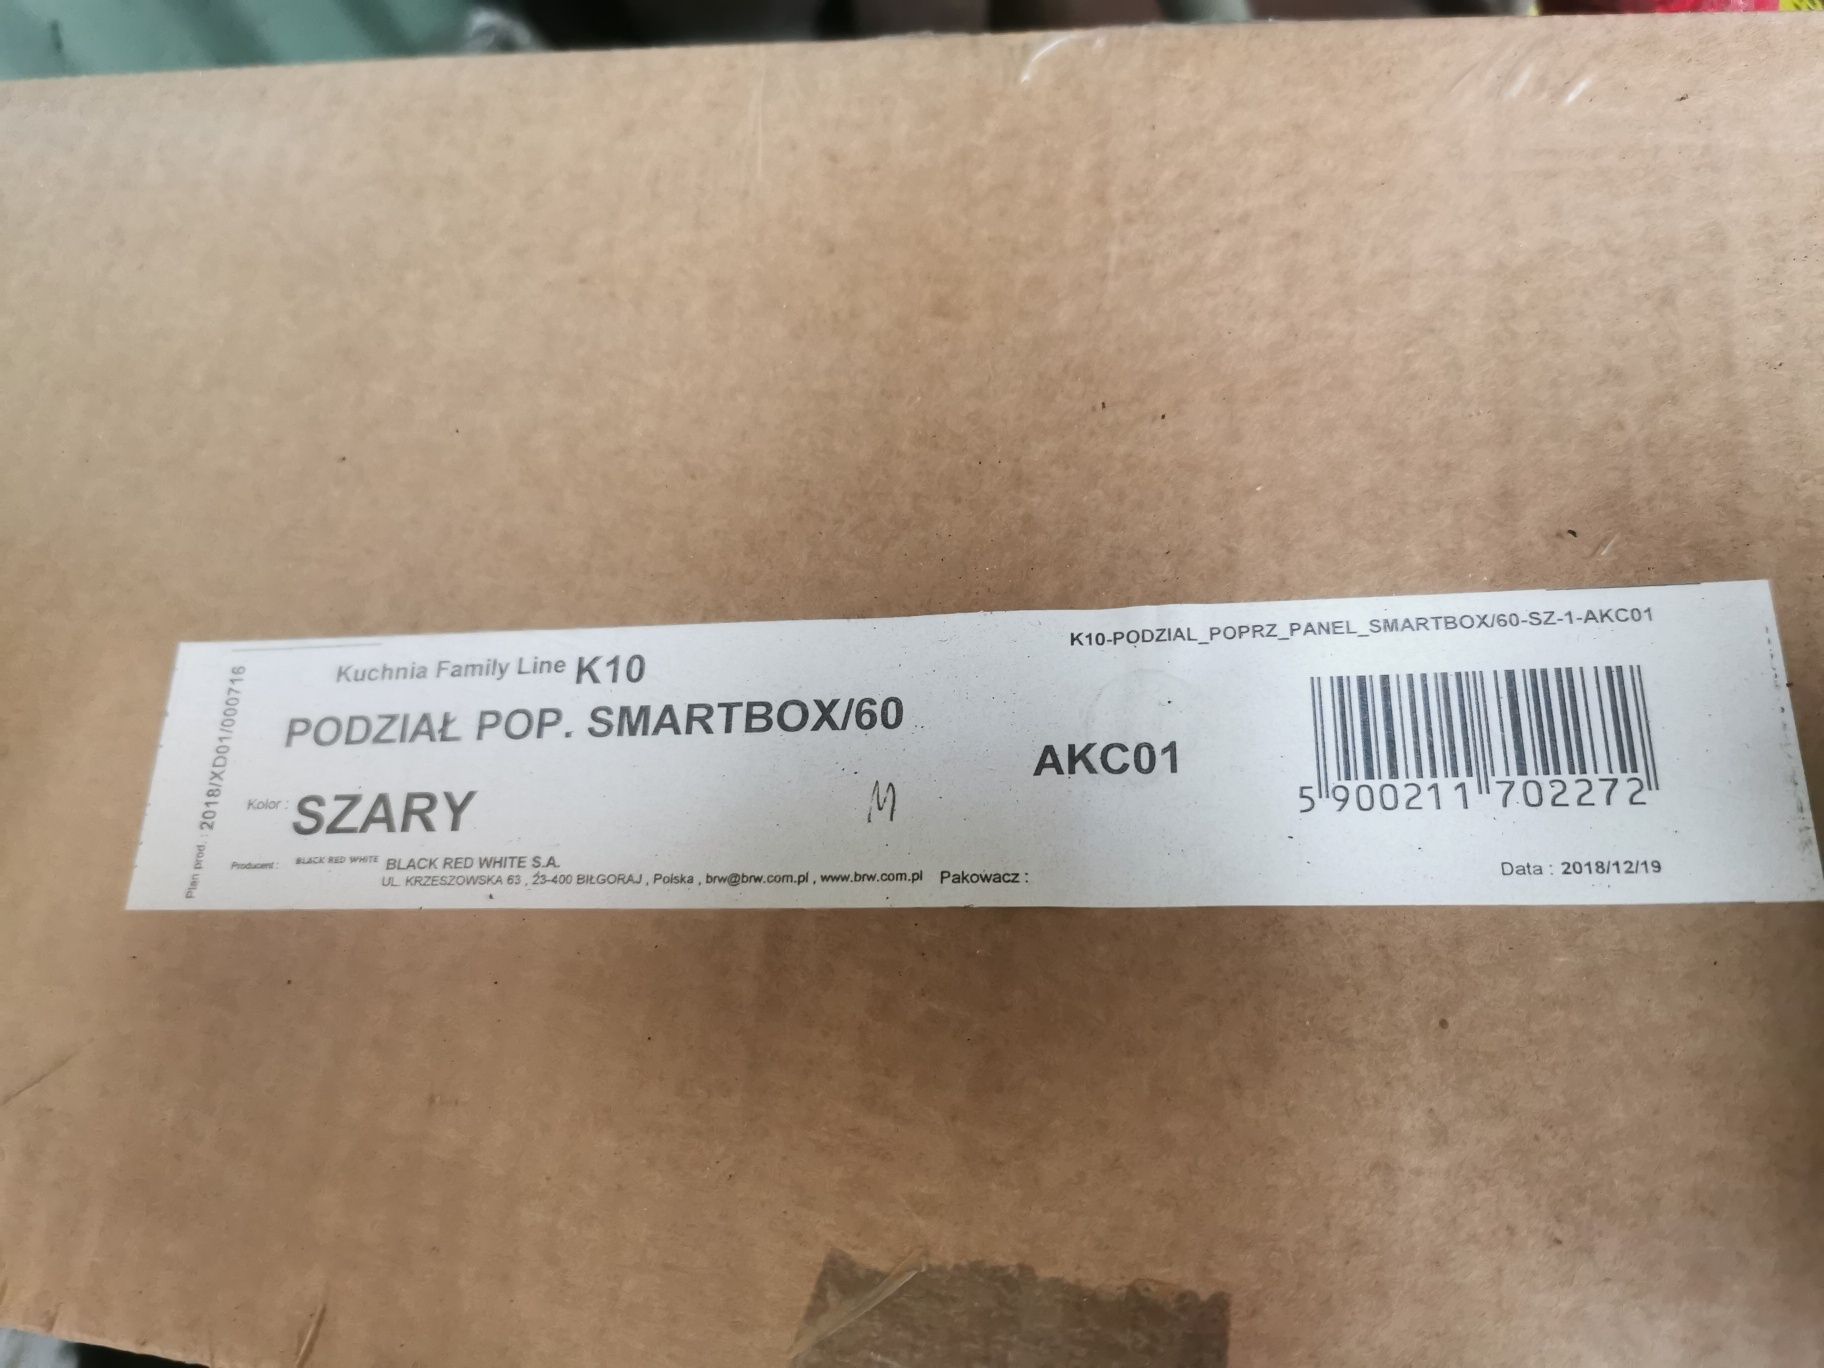 K10-PODZIAL_POPRZ_PANEL_SMARTBOX/60-SZ-1-AKC01
Kuchnia Family Line K10
PODZIAŁ POP. SMARTBOX/60
AKC01
Kolor : SZARY
5 900211 702272
Producent : BLACK RED WHITE BLACK RED WHITE S.A.
UL. KRZESZOWSKA 63 , 23-400 BIŁGORAJ , Polska , brw@brw.com.pl , www.brw.com.pl Pakowacz :
Data : 2018/12/19
Plan prod. : 2018/XD01/000716